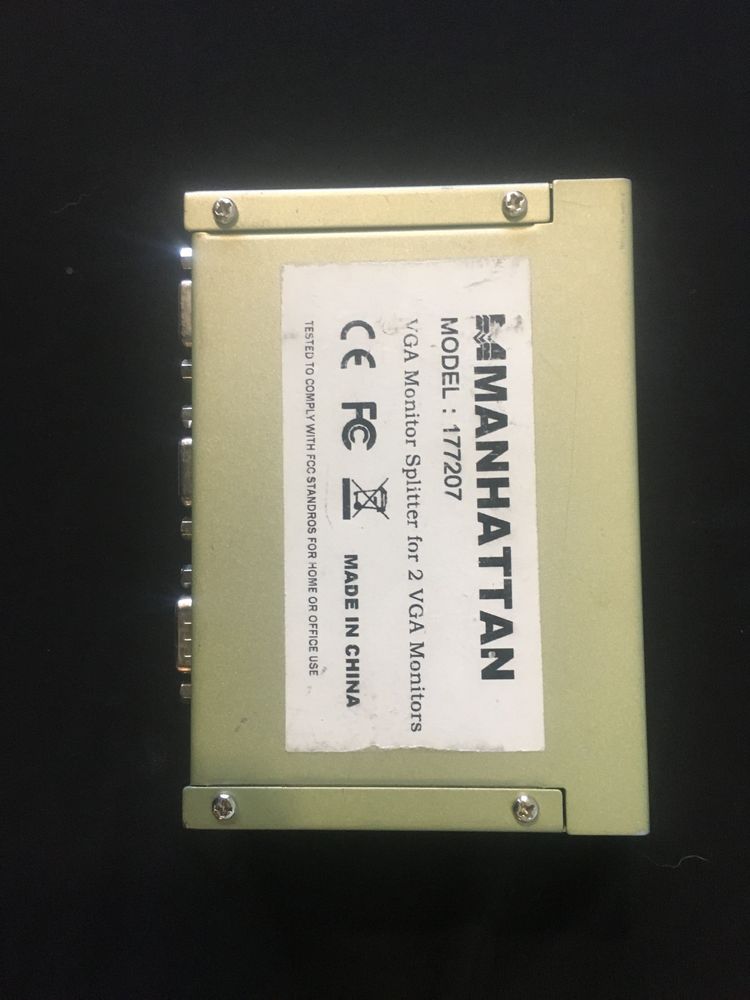 MANHATTAN
MODEL : 177207
VGA Monitor Splitter for 2 VGA Monitors
CE FC MADE IN CHINA
TESTED TO COMPLY WITH FCC STANDROS FOR HOME OR OFFICE USE